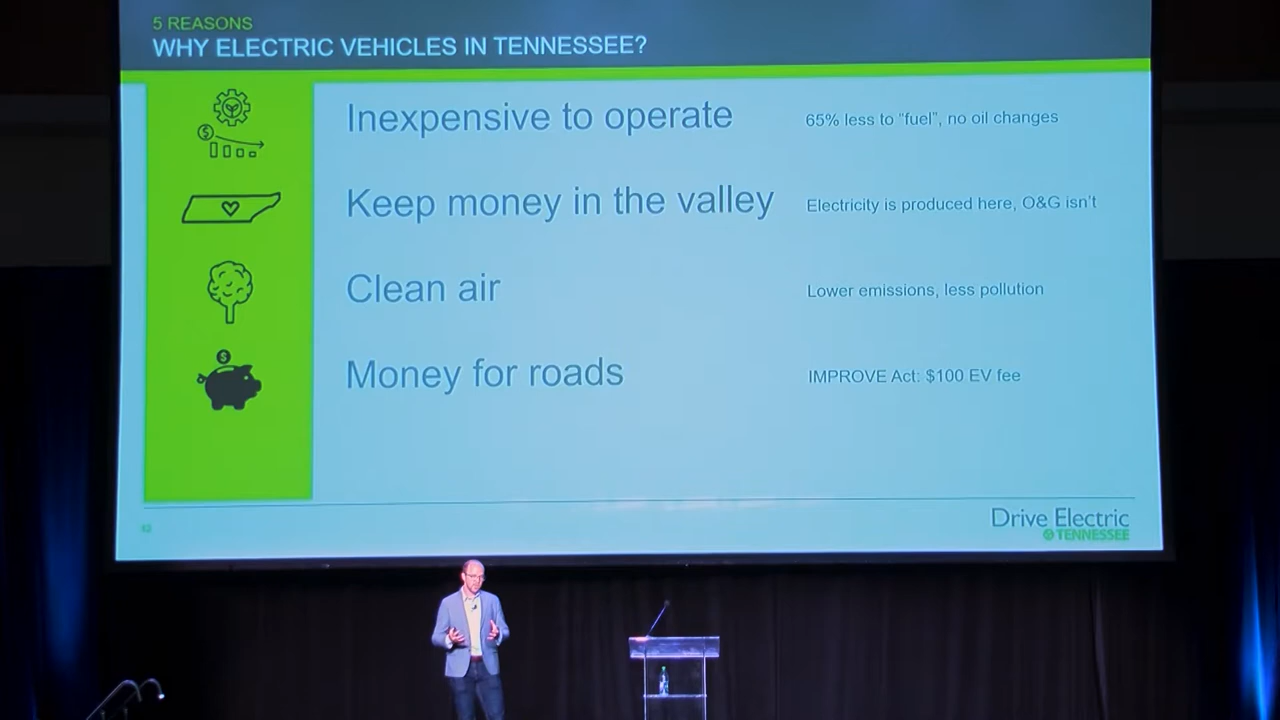 5 REASONS
WHY ELECTRIC VEHICLES IN TENNESSEE?
Inexpensive to operate
65% less to “fuel”, no oil changes
Keep money in the valley
Electricity is produced here, O&G isn’t
Clean air
Lower emissions, less pollution
Money for roads
IMPROVE Act: $100 EV fee
Drive Electric
TENNESSEE